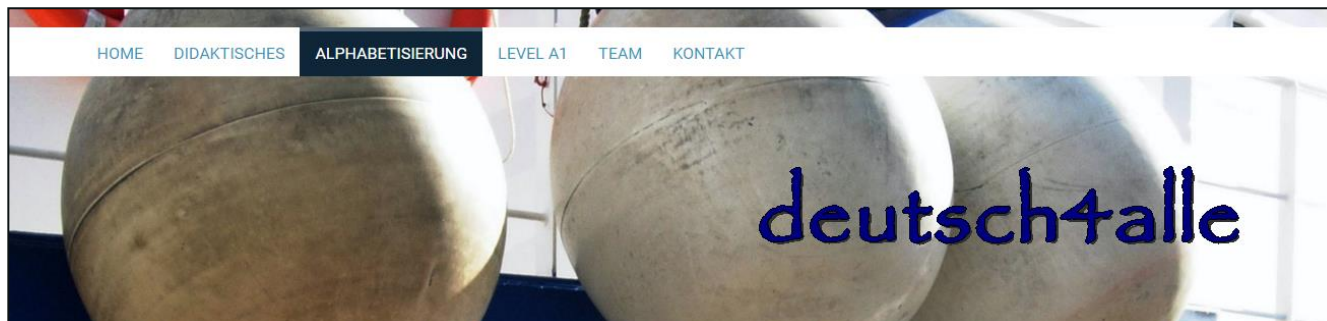 HOME DIDAKTISCHES ALPHABETISIERUNG LEVEL A1 TEAM KONTAKT
deutsch4alle